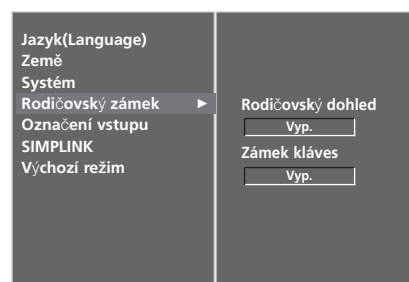 Jazyk(Language)
Země
Systém
Rodičovský zámek ►
Označení vstupu
SIMPLINK
Výchozí režim
Rodičovský dohled
Vyp.
Zámek kláves
Vyp.